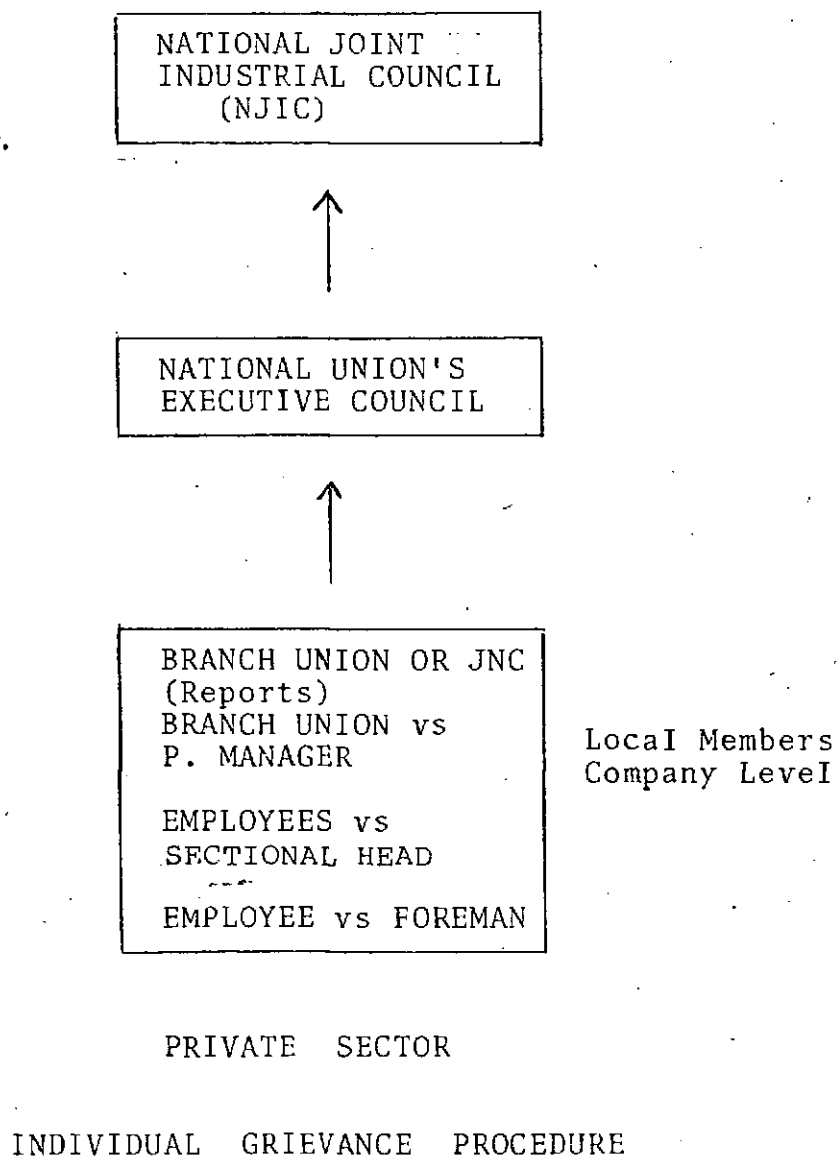 NATIONAL JOINT
INDUSTRIAL COUNCIL
(NJIC)
NATIONAL UNION'S
EXECUTIVE COUNCIL
BRANCH UNION OR JNC
(Reports)
BRANCH UNION vs
P. MANAGER
EMPLOYEES vs
SECTIONAL HEAD
EMPLOYEE vs FOREMAN
Local Members
Company Level
PRIVATE SECTOR
INDIVIDUAL GRIEVANCE PROCEDURE